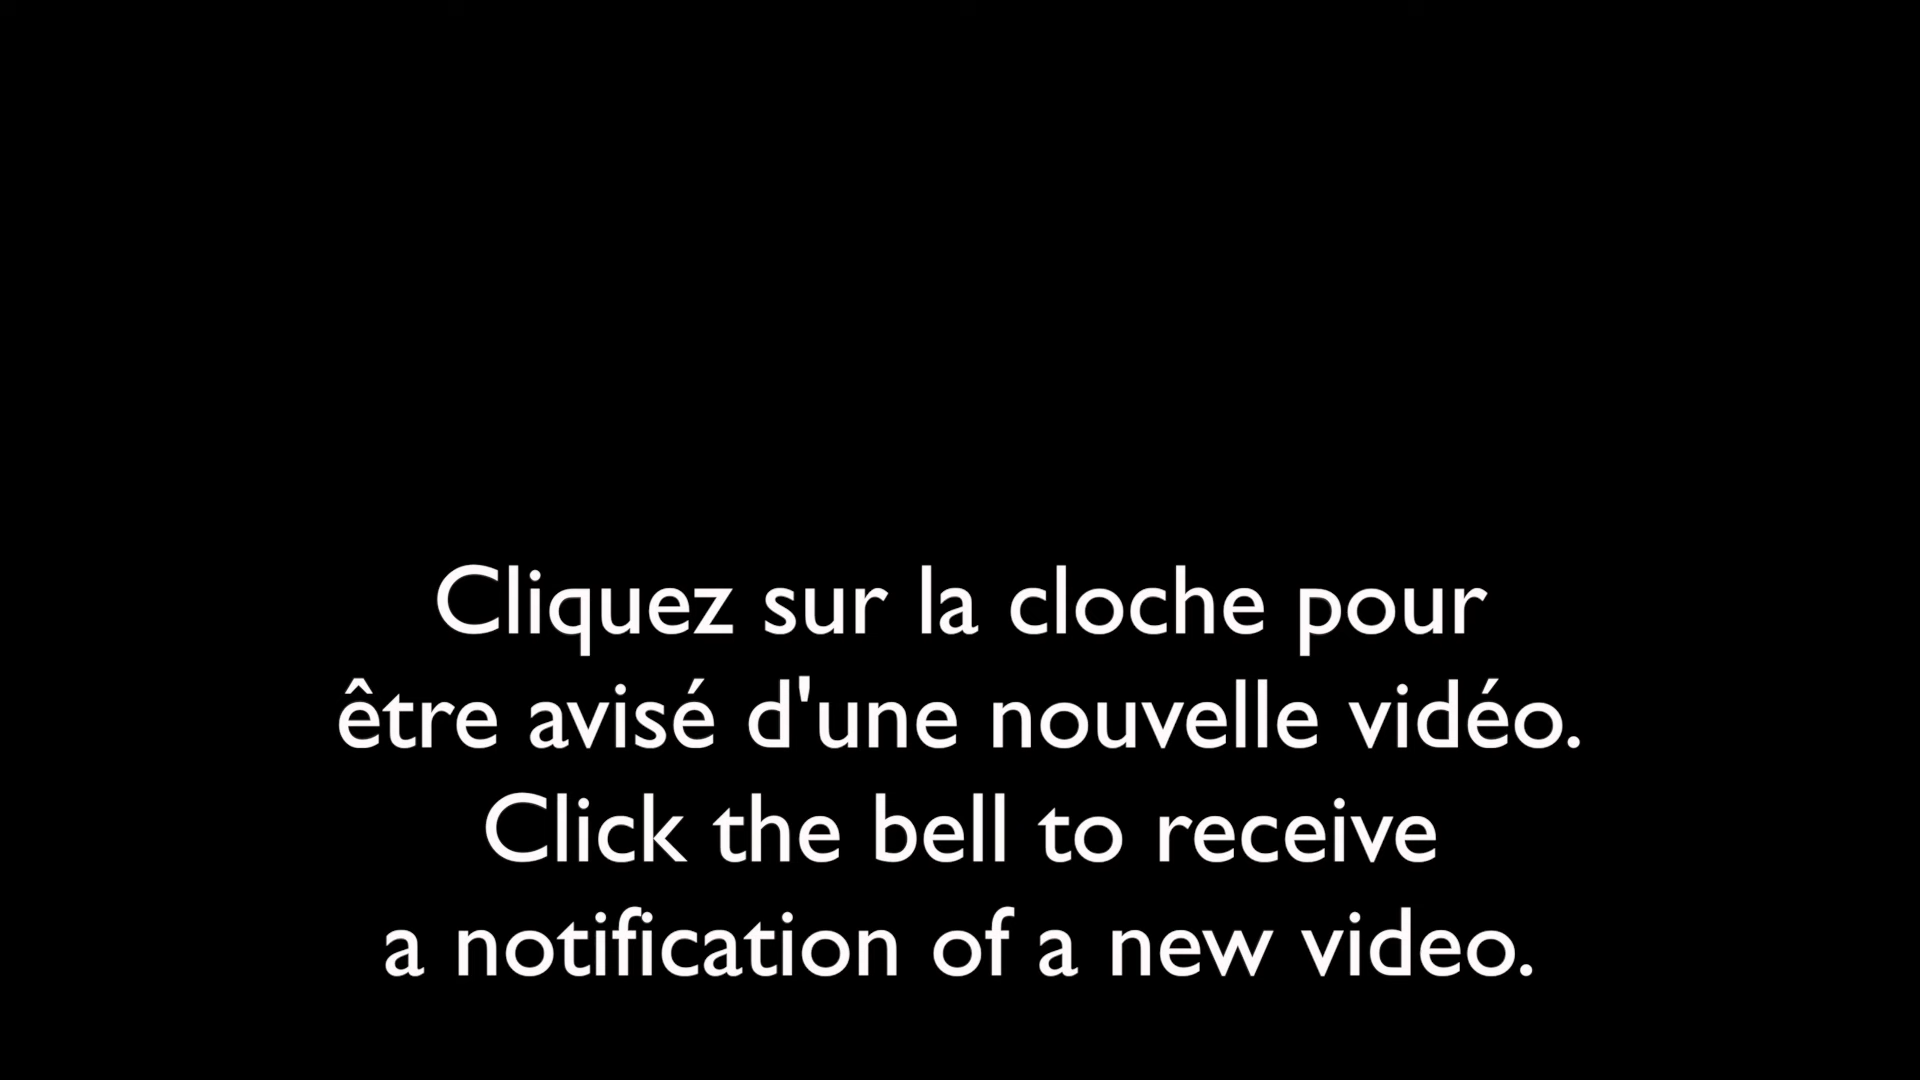 Cliquez sur la cloche pour
être avisé d'une nouvelle vidéo.
Click the bell to receive
a notification of a new video.